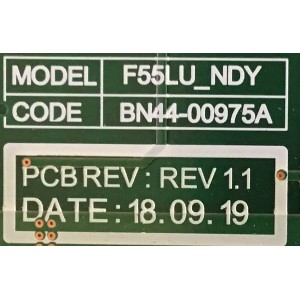 MODEL F55LU_NDY
CODE BN44-00975A
PCB REV : REV 1.1
DATE : 18.09.19